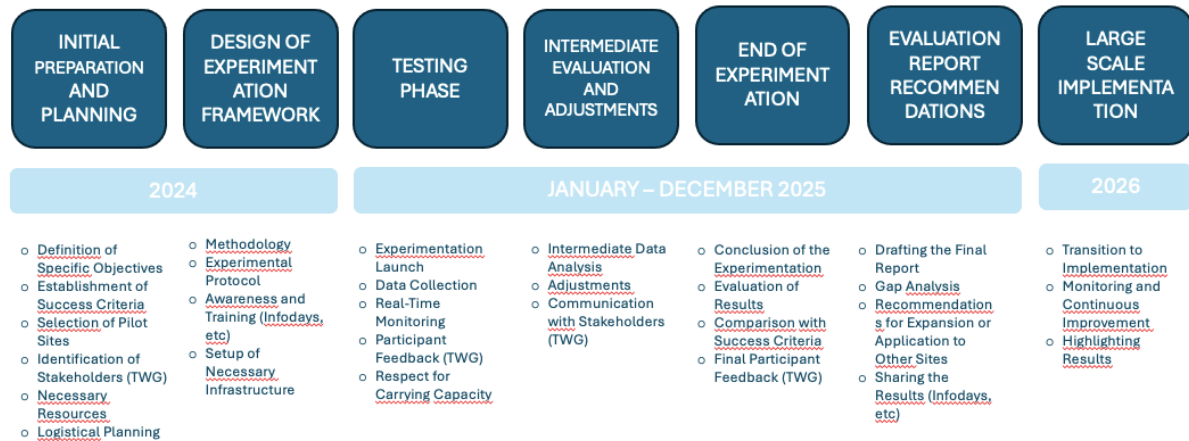 INITIAL
PREPARATION
AND
PLANNING
DESIGN OF
EXPERIMENT
ATION
FRAMEWORK
TESTING
PHASE
INTERMEDIATE
EVALUATION
AND
ADJUSTMENTS
END OF
EXPERIMENT
ATION
EVALUATION
REPORT
RECOMMEN
DATIONS
LARGE
SCALE
IMPLEMENTA
TION
2024
JANUARY – DECEMBER 2025
2026
o Definition of
Specific Objectives
o Establishment of
Success Criteria
o Selection of Pilot
Sites
o Identification of
Stakeholders (TWG)
o Necessary
Resources
o Logistical Planning
o Methodology
o Experimental
Protocol
o Awareness and
Training (Infodays,
etc)
o Setup of
Necessary
Infrastructure
o Experimentation
Launch
o Data Collection
o Real-Time
Monitoring
o Participant
Feedback (TWG)
o Respect for
Carrying Capacity
o Intermediate Data
Analysis
o Adjustments
o Communication
with Stakeholders
(TWG)
o Conclusion of the
Experimentation
o Evaluation of
Results
o Comparison with
Success Criteria
o Final Participant
Feedback (TWG)
o Drafting the Final
Report
o Gap Analysis
o Recommendation
s for Expansion or
Application to
Other Sites
o Sharing the
Results (Infodays,
etc)
o Transition to
Implementation
o Monitoring and
Continuous
Improvement
o Highlighting
Results